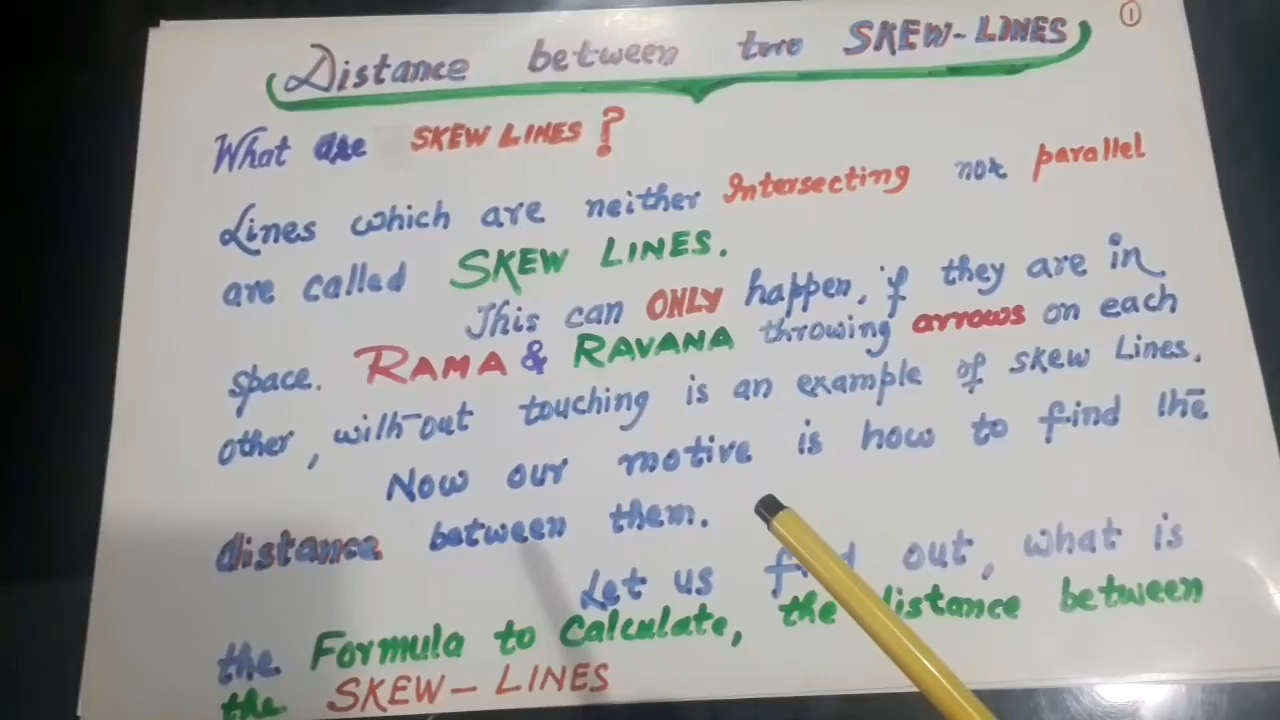 Distance between two SKEW-LINES
1
What are SKEW LINES?
Lines which are neither Intersecting nor parallel
are called SKEW LINES.
This can ONLY happen, if they are in
space. RAMA & RAVANA throwing arrows on each
other, with-out touching is an example of skew Lines.
Now our motive is how to find the
distance between them.
Let us find out, what is
the Formula to Calculate, the distance between
the SKEW-LINES